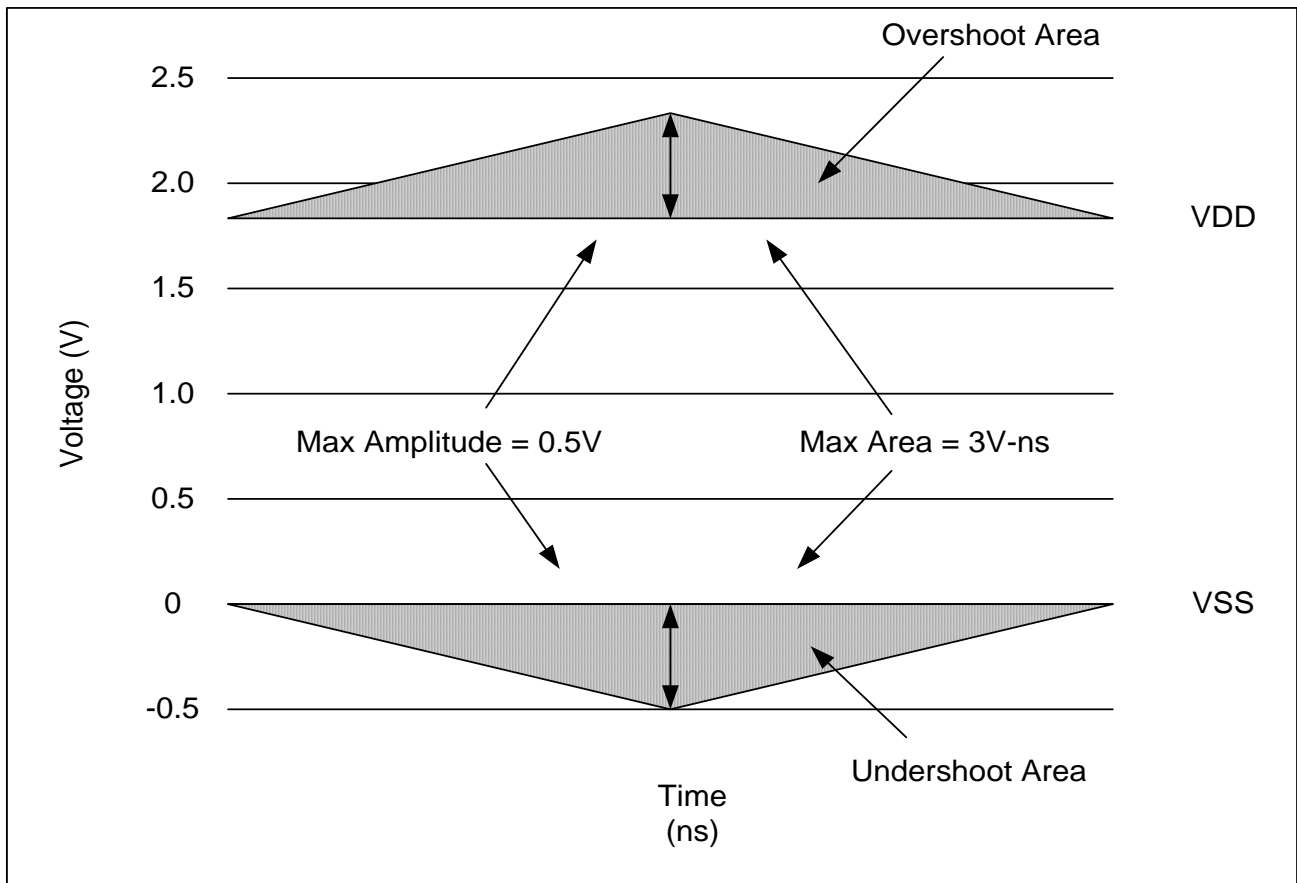 Overshoot Area
2.5
2.0
VDD
1.5
Voltage (V)
1.0
Max Amplitude = 0.5V
Max Area = 3V-ns
0.5
0
VSS
-0.5
Undershoot Area
Time
(ns)